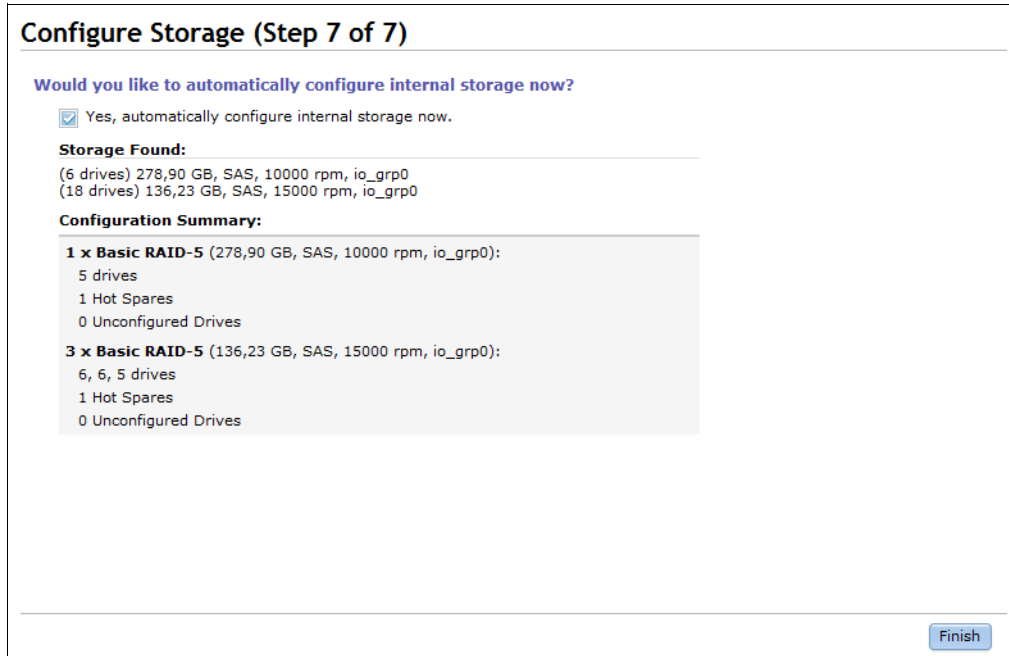 Configure Storage (Step 7 of 7)
Would you like to automatically configure internal storage now?
Yes, automatically configure internal storage now.
Storage Found:
(6 drives) 278,90 GB, SAS, 10000 rpm, io_grp0
(18 drives) 136,23 GB, SAS, 15000 rpm, io_grp0
Configuration Summary:
1 x Basic RAID-5 (278,90 GB, SAS, 10000 rpm, io_grp0):
5 drives
1 Hot Spares
0 Unconfigured Drives
3 x Basic RAID-5 (136,23 GB, SAS, 15000 rpm, io_grp0):
6, 6, 5 drives
1 Hot Spares
0 Unconfigured Drives
Finish